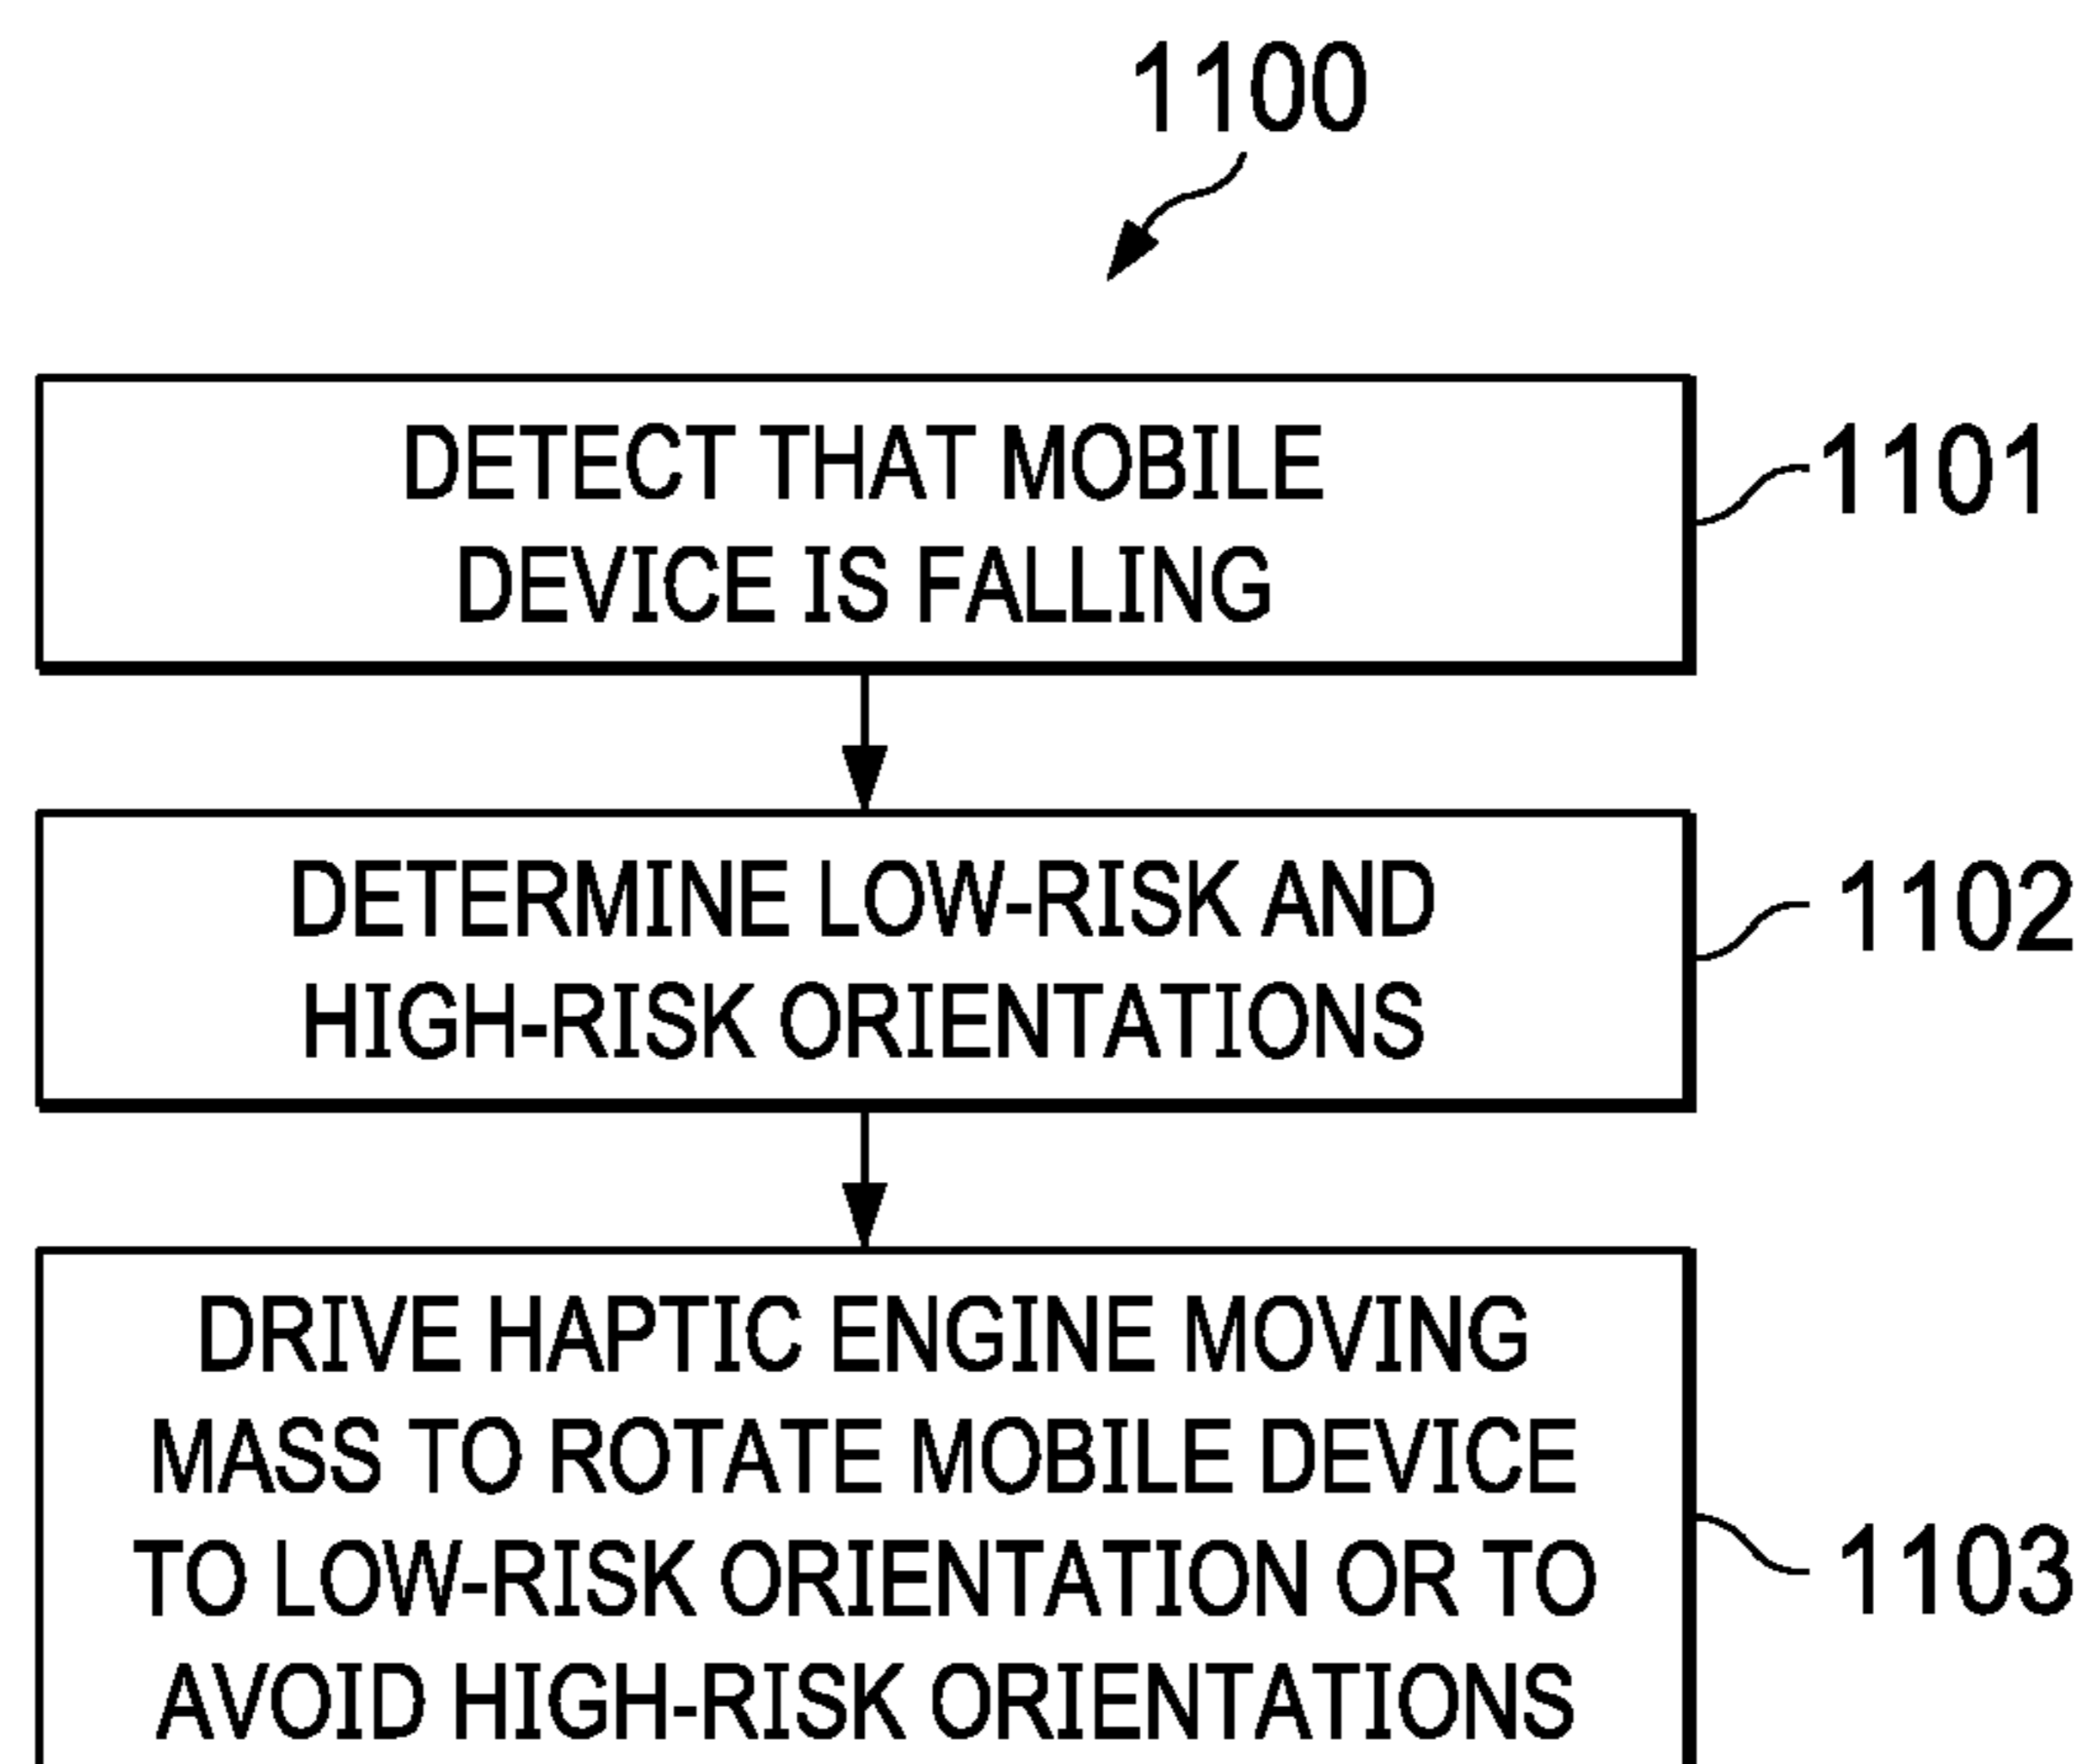 1100
DETECT THAT MOBILE
DEVICE IS FALLING
1101
DETERMINE LOW-RISK AND
HIGH-RISK ORIENTATIONS
1102
DRIVE HAPTIC ENGINE MOVING
MASS TO ROTATE MOBILE DEVICE
TO LOW-RISK ORIENTATION OR TO
AVOID HIGH-RISK ORIENTATIONS
1103